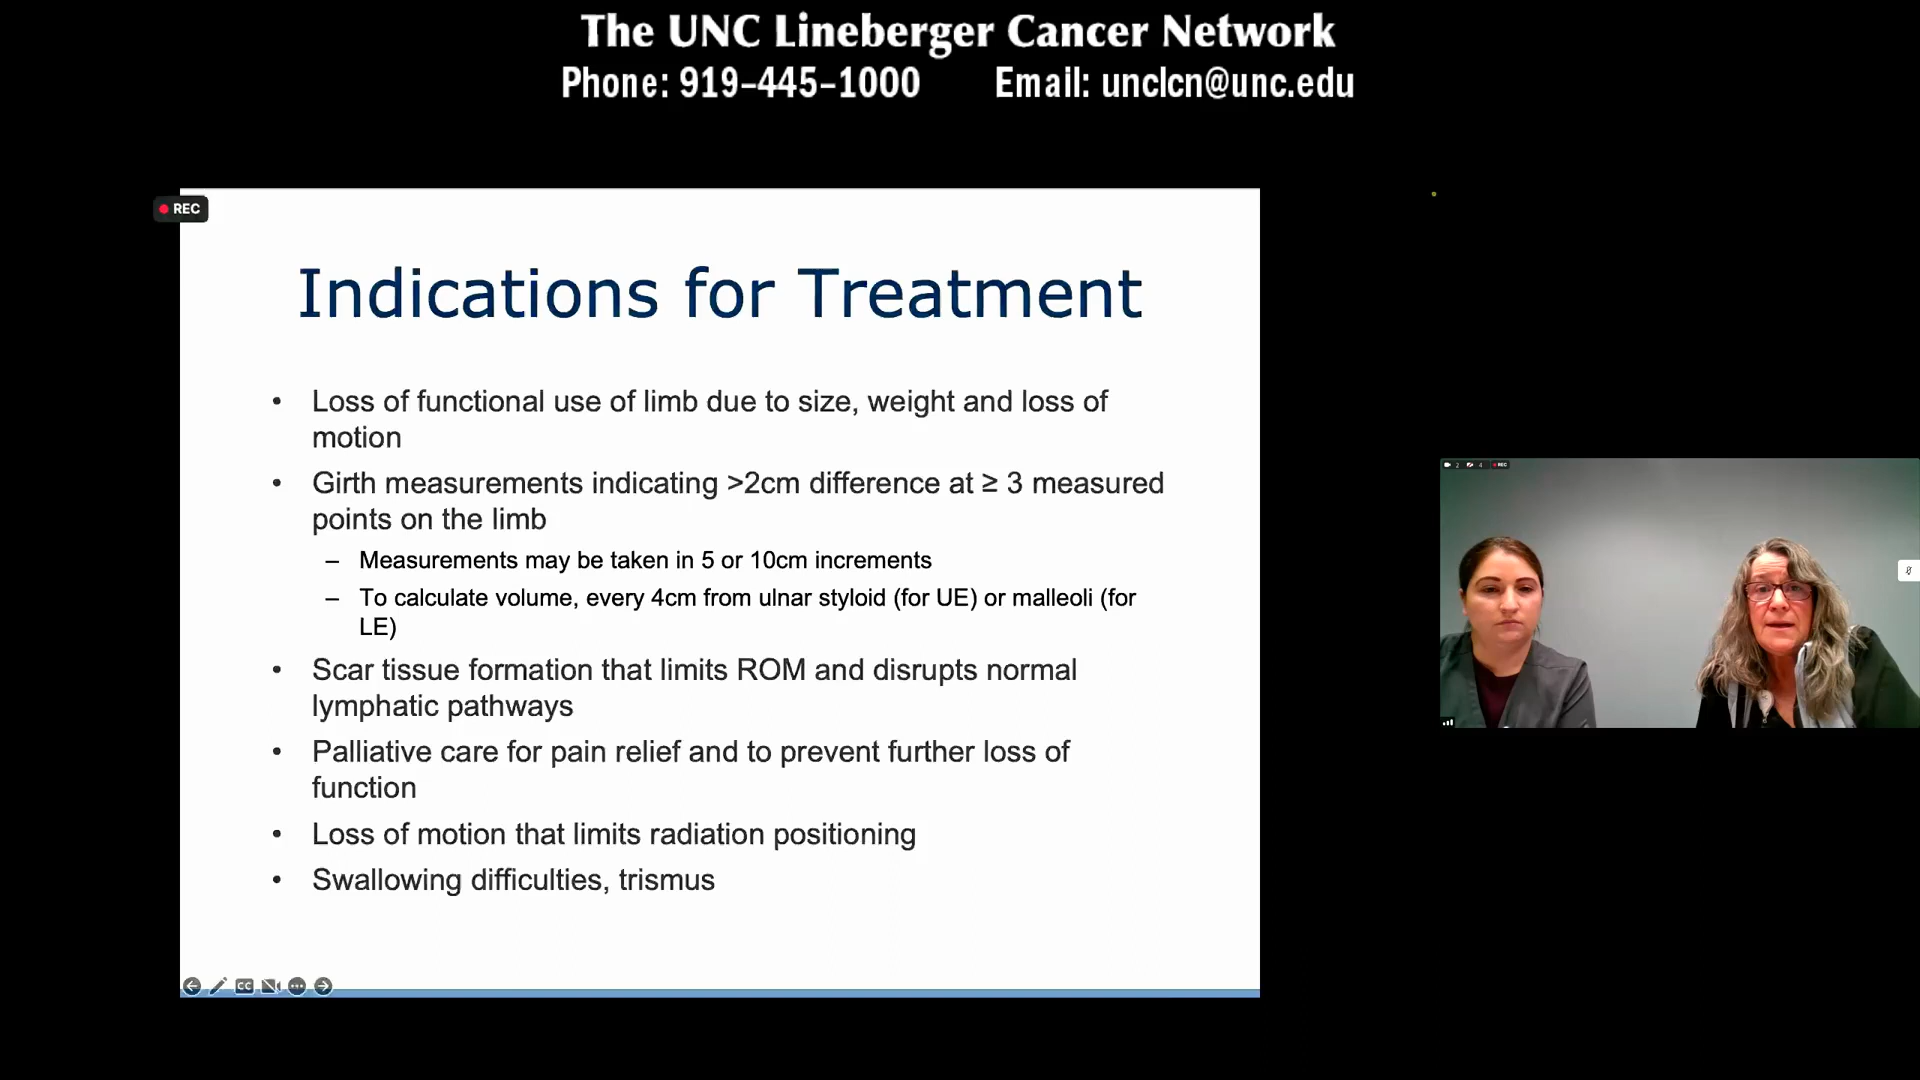 The UNC Lineberger Cancer Network
Phone: 919-445-1000 Email: unclcn@unc.edu
REC
Indications for Treatment
• Loss of functional use of limb due to size, weight and loss of
motion
• Girth measurements indicating >2cm difference at ≥ 3 measured
points on the limb
– Measurements may be taken in 5 or 10cm increments
– To calculate volume, every 4cm from ulnar styloid (for UE) or malleoli (for
LE)
• Scar tissue formation that limits ROM and disrupts normal
lymphatic pathways
• Palliative care for pain relief and to prevent further loss of
function
• Loss of motion that limits radiation positioning
• Swallowing difficulties, trismus
CC
2 4 REC